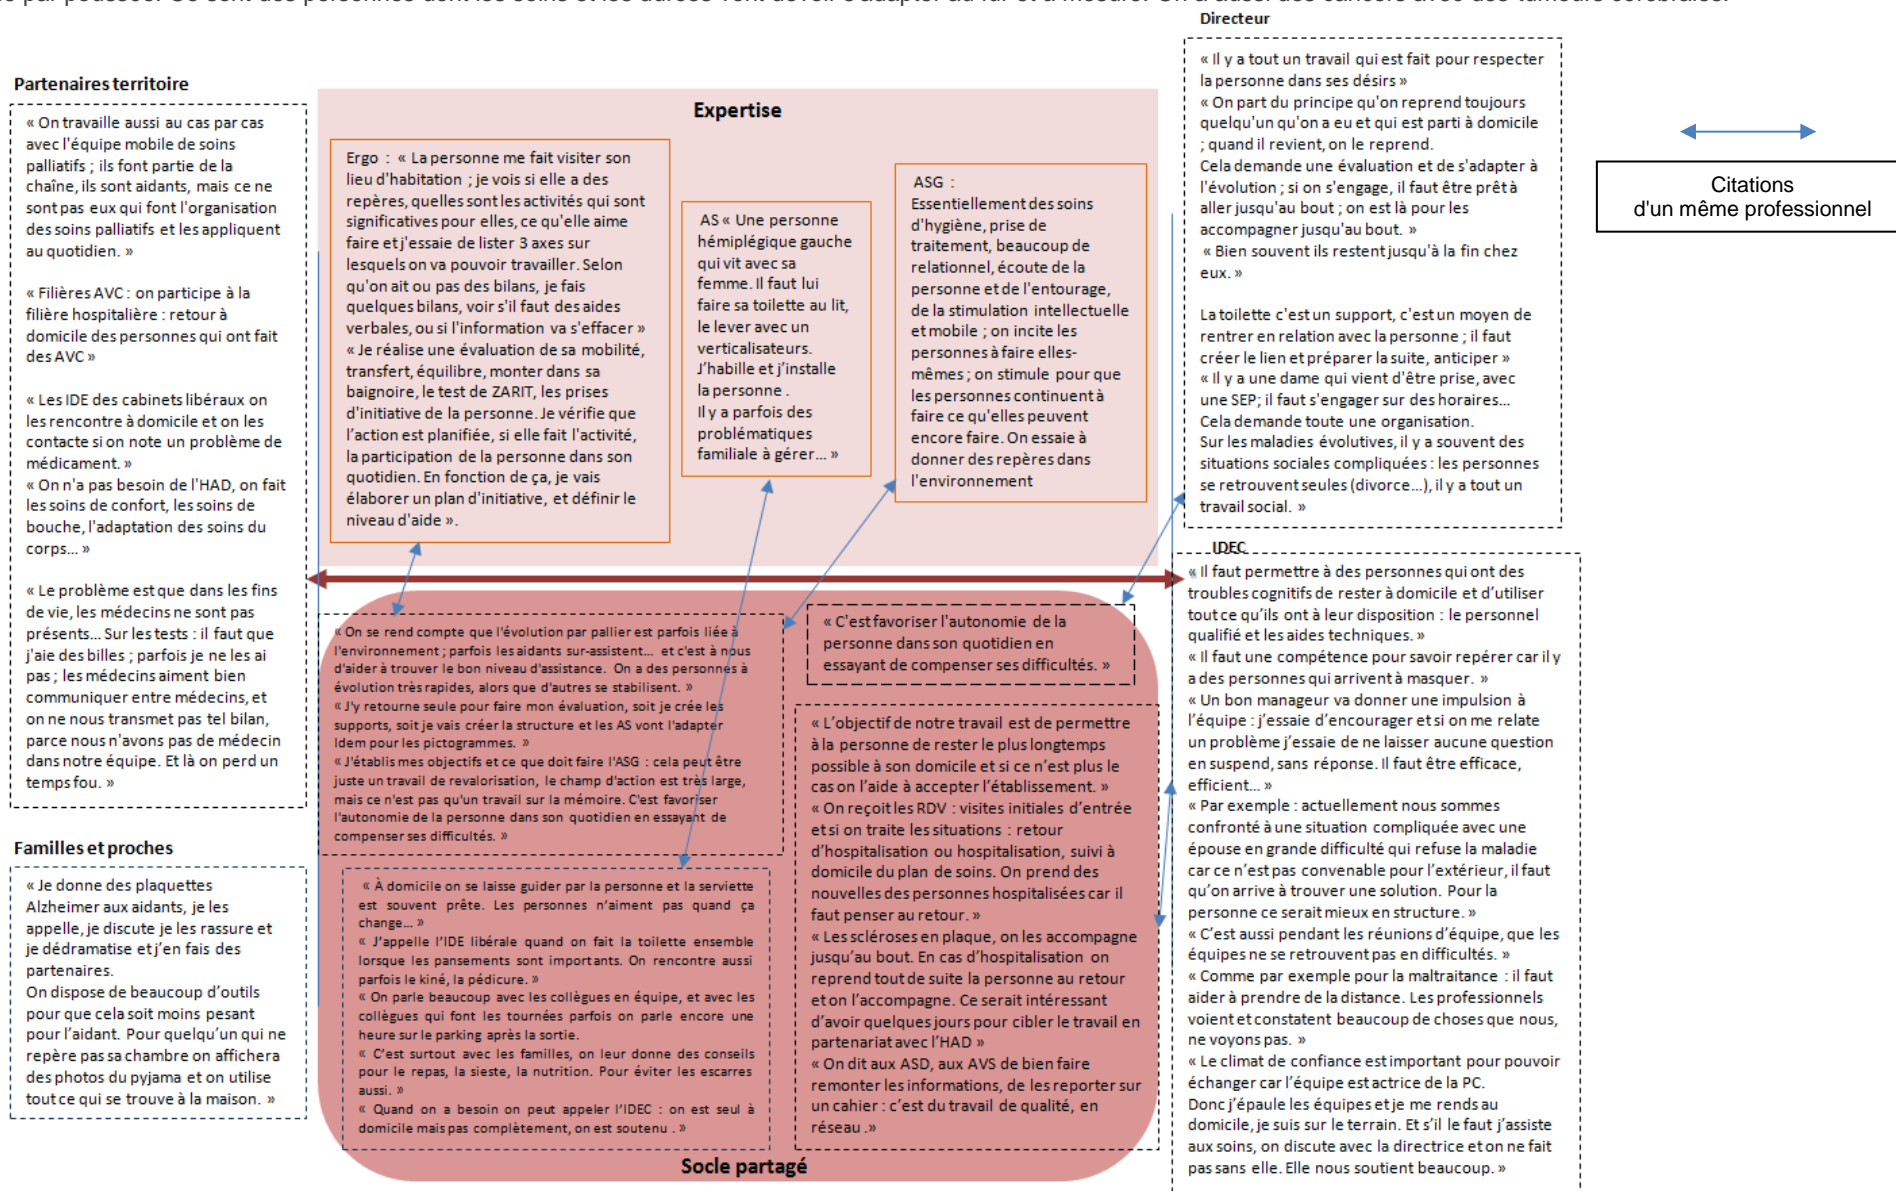 Directeur
« Il y a tout un travail qui est fait pour respecter
la personne dans ses désirs »
« On part du principe qu'on reprend toujours
quelqu'un qu'on a eu et qui est parti à domicile
; quand il revient, on le reprend.
Cela demande une évaluation et de s'adapter à
l'évolution ; si on s'engage, il faut être prêt à
aller jusqu'au bout ; on est là pour les
accompagner jusqu'au bout. »
« Bien souvent ils restent jusqu'à la fin chez
eux. »
La toilette c'est un support, c'est un moyen de
rentrer en relation avec la personne ; il faut
créer le lien et préparer la suite, anticiper »
« Il y a une dame qui vient d'être prise, avec
une SEP; il faut s'engager sur des horaires...
Cela demande toute une organisation.
Sur les maladies évolutives, il y a souvent des
situations sociales compliquées : les personnes
se retrouvent seules (divorce...), il y a tout un
travail social. »
Partenaires territoire
« On travaille aussi au cas par cas
avec l'équipe mobile de soins
palliatifs ; ils font partie de la
chaîne, ils sont aidants, mais ce ne
sont pas eux qui font l'organisation
des soins palliatifs et les appliquent
au quotidien. »
« Filières AVC : on participe à la
filière hospitalière : retour à
domicile des personnes qui ont fait
des AVC »
« Les IDE des cabinets libéraux on
les rencontre à domicile et on les
contacte si on note un problème de
médicament. »
« On n'a pas besoin de l'HAD, on fait
les soins de confort, les soins de
bouche, l'adaptation des soins du
corps... »
« Le problème est que dans les fins
de vie, les médecins ne sont pas
présents... Sur les tests : il faut que
j'aie des billes ; parfois je ne les ai
pas ; les médecins aiment bien
communiquer entre médecins, et
on ne nous transmet pas tel bilan,
parce nous n'avons pas de médecin
dans notre équipe. Et là on perd un
temps fou. »
Expertise
Ergo : « La personne me fait visiter son
lieu d'habitation ; je vois si elle a des
repères, quelles sont les activités qui sont
significatives pour elles, ce qu'elle aime
faire et j'essaie de lister 3 axes sur
lesquels on va pouvoir travailler. Selon
qu'on ait ou pas des bilans, je fais
quelques bilans, voir s'il faut des aides
verbales, ou si l'information va s'effacer »
« Je réalise une évaluation de sa mobilité,
transfert, équilibre, monter dans sa
baignoire, le test de ZARIT, les prises
d'initiative de la personne. Je vérifie que
l'action est planifiée, si elle fait l'activité,
la participation de la personne dans son
quotidien. En fonction de ça, je vais
élaborer un plan d'initiative, et définir le
niveau d'aide ».
AS « Une personne
hémiplégique gauche
qui vit avec sa
femme. Il faut lui
faire sa toilette au lit,
le lever avec un
verticalisateurs.
J'habille et j'installe
la personne .
Il y a parfois des
problématiques
familiale à gérer... »
ASG :
Essentiellement des soins
d'hygiène, prise de
traitement, beaucoup de
relationnel, écoute de la
personne et de l'entourage,
de la stimulation intellectuelle
et mobile ; on incite les
personnes à faire elles-
mêmes ; on stimule pour que
les personnes continuent à
faire ce qu'elles peuvent
encore faire. On essaie à
donner des repères dans
l'environnement
Citations
d'un même professionnel
« On se rend compte que l'évolution par pallier est parfois liée à
l'environnement ; parfois les aidants sur-assistent... et c'est à nous
d'aider à trouver le bon niveau d'assistance. On a des personnes à
évolution très rapides, alors que d'autres se stabilisent. »
« J'y retourne seule pour faire mon évaluation, soit je crée les
supports, soit je vais créer la structure et les AS vont l'adapter
Idem pour les pictogrammes. »
« J'établis mes objectifs et ce que doit faire l'ASG : cela peut être
juste un travail de revalorisation, le champ d'action est très large,
mais ce n'est pas qu'un travail sur la mémoire. C'est favoriser
l'autonomie de la personne dans son quotidien en essayant de
compenser ses difficultés. »
« C'est favoriser l'autonomie de la
personne dans son quotidien en
essayant de compenser ses difficultés. »
« À domicile on se laisse guider par la personne et la serviette
est souvent prête. Les personnes n'aiment pas quand ça
change... »
« J'appelle l'IDE libérale quand on fait la toilette ensemble
lorsque les pansements sont importants. On rencontre aussi
parfois le kiné, la pédicure. »
« On parle beaucoup avec les collègues en équipe, et avec les
collègues qui font les tournées parfois on parle encore une
heure sur le parking après la sortie.
« C'est surtout avec les familles, on leur donne des conseils
pour le repas, la sieste, la nutrition. Pour éviter les escarres
aussi. »
« Quand on a besoin on peut appeler l'IDEC : on est seul à
domicile mais pas complètement, on est soutenu . »
« L'objectif de notre travail est de permettre
à la personne de rester le plus longtemps
possible à son domicile et si ce n'est plus le
cas on l'aide à accepter l'établissement. »
« On reçoit les RDV : visites initiales d'entrée
et si on traite les situations : retour
d'hospitalisation ou hospitalisation, suivi à
domicile du plan de soins. On prend des
nouvelles des personnes hospitalisées car il
faut penser au retour. »
« Les scléroses en plaque, on les accompagne
jusqu'au bout. En cas d'hospitalisation on
reprend tout de suite la personne au retour
et on l'accompagne. Ce serait intéressant
d'avoir quelques jours pour cibler le travail en
partenariat avec l'HAD »
« On dit aux ASD, aux AVS de bien faire
remonter les informations, de les reporter sur
un cahier : c'est du travail de qualité, en
réseau .»
Socle partagé
IDEC
« Il faut permettre à des personnes qui ont des
troubles cognitifs de rester à domicile et d'utiliser
tout ce qu'ils ont à leur disposition : le personnel
qualifié et les aides techniques. »
« Il faut une compétence pour savoir repérer car il y
a des personnes qui arrivent à masquer. »
« Un bon manageur va donner une impulsion à
l'équipe : j'essaie d'encourager et si on me relate
un problème j'essaie de ne laisser aucune question
en suspend, sans réponse. Il faut être efficace,
efficient... »
« Par exemple : actuellement nous sommes
confronté à une situation compliquée avec une
épouse en grande difficulté qui refuse la maladie
car ce n'est pas convenable pour l'extérieur, il faut
qu'on arrive à trouver une solution. Pour la
personne ce serait mieux en structure. »
« C'est aussi pendant les réunions d'équipe, que les
équipes ne se retrouvent pas en difficultés. »
« Comme par exemple pour la maltraitance : il faut
aider à prendre de la distance. Les professionnels
voient et constatent beaucoup de choses que nous,
ne voyons pas. »
« Le climat de confiance est important pour pouvoir
échanger car l'équipe est actrice de la PC.
Donc j'épaule les équipes et je me rends au
domicile, je suis sur le terrain. Et s'il le faut j'assiste
aux soins, on discute avec la directrice et on ne fait
pas sans elle. Elle nous soutient beaucoup. »
Familles et proches
« Je donne des plaquettes
Alzheimer aux aidants, je les
appelle, je discute je les rassure et
je dédramatise et j'en fais des
partenaires.
On dispose de beaucoup d'outils
pour que cela soit moins pesant
pour l'aidant. Pour quelqu'un qui ne
repère pas sa chambre on affichera
des photos du pyjama et on utilise
tout ce qui se trouve à la maison. »